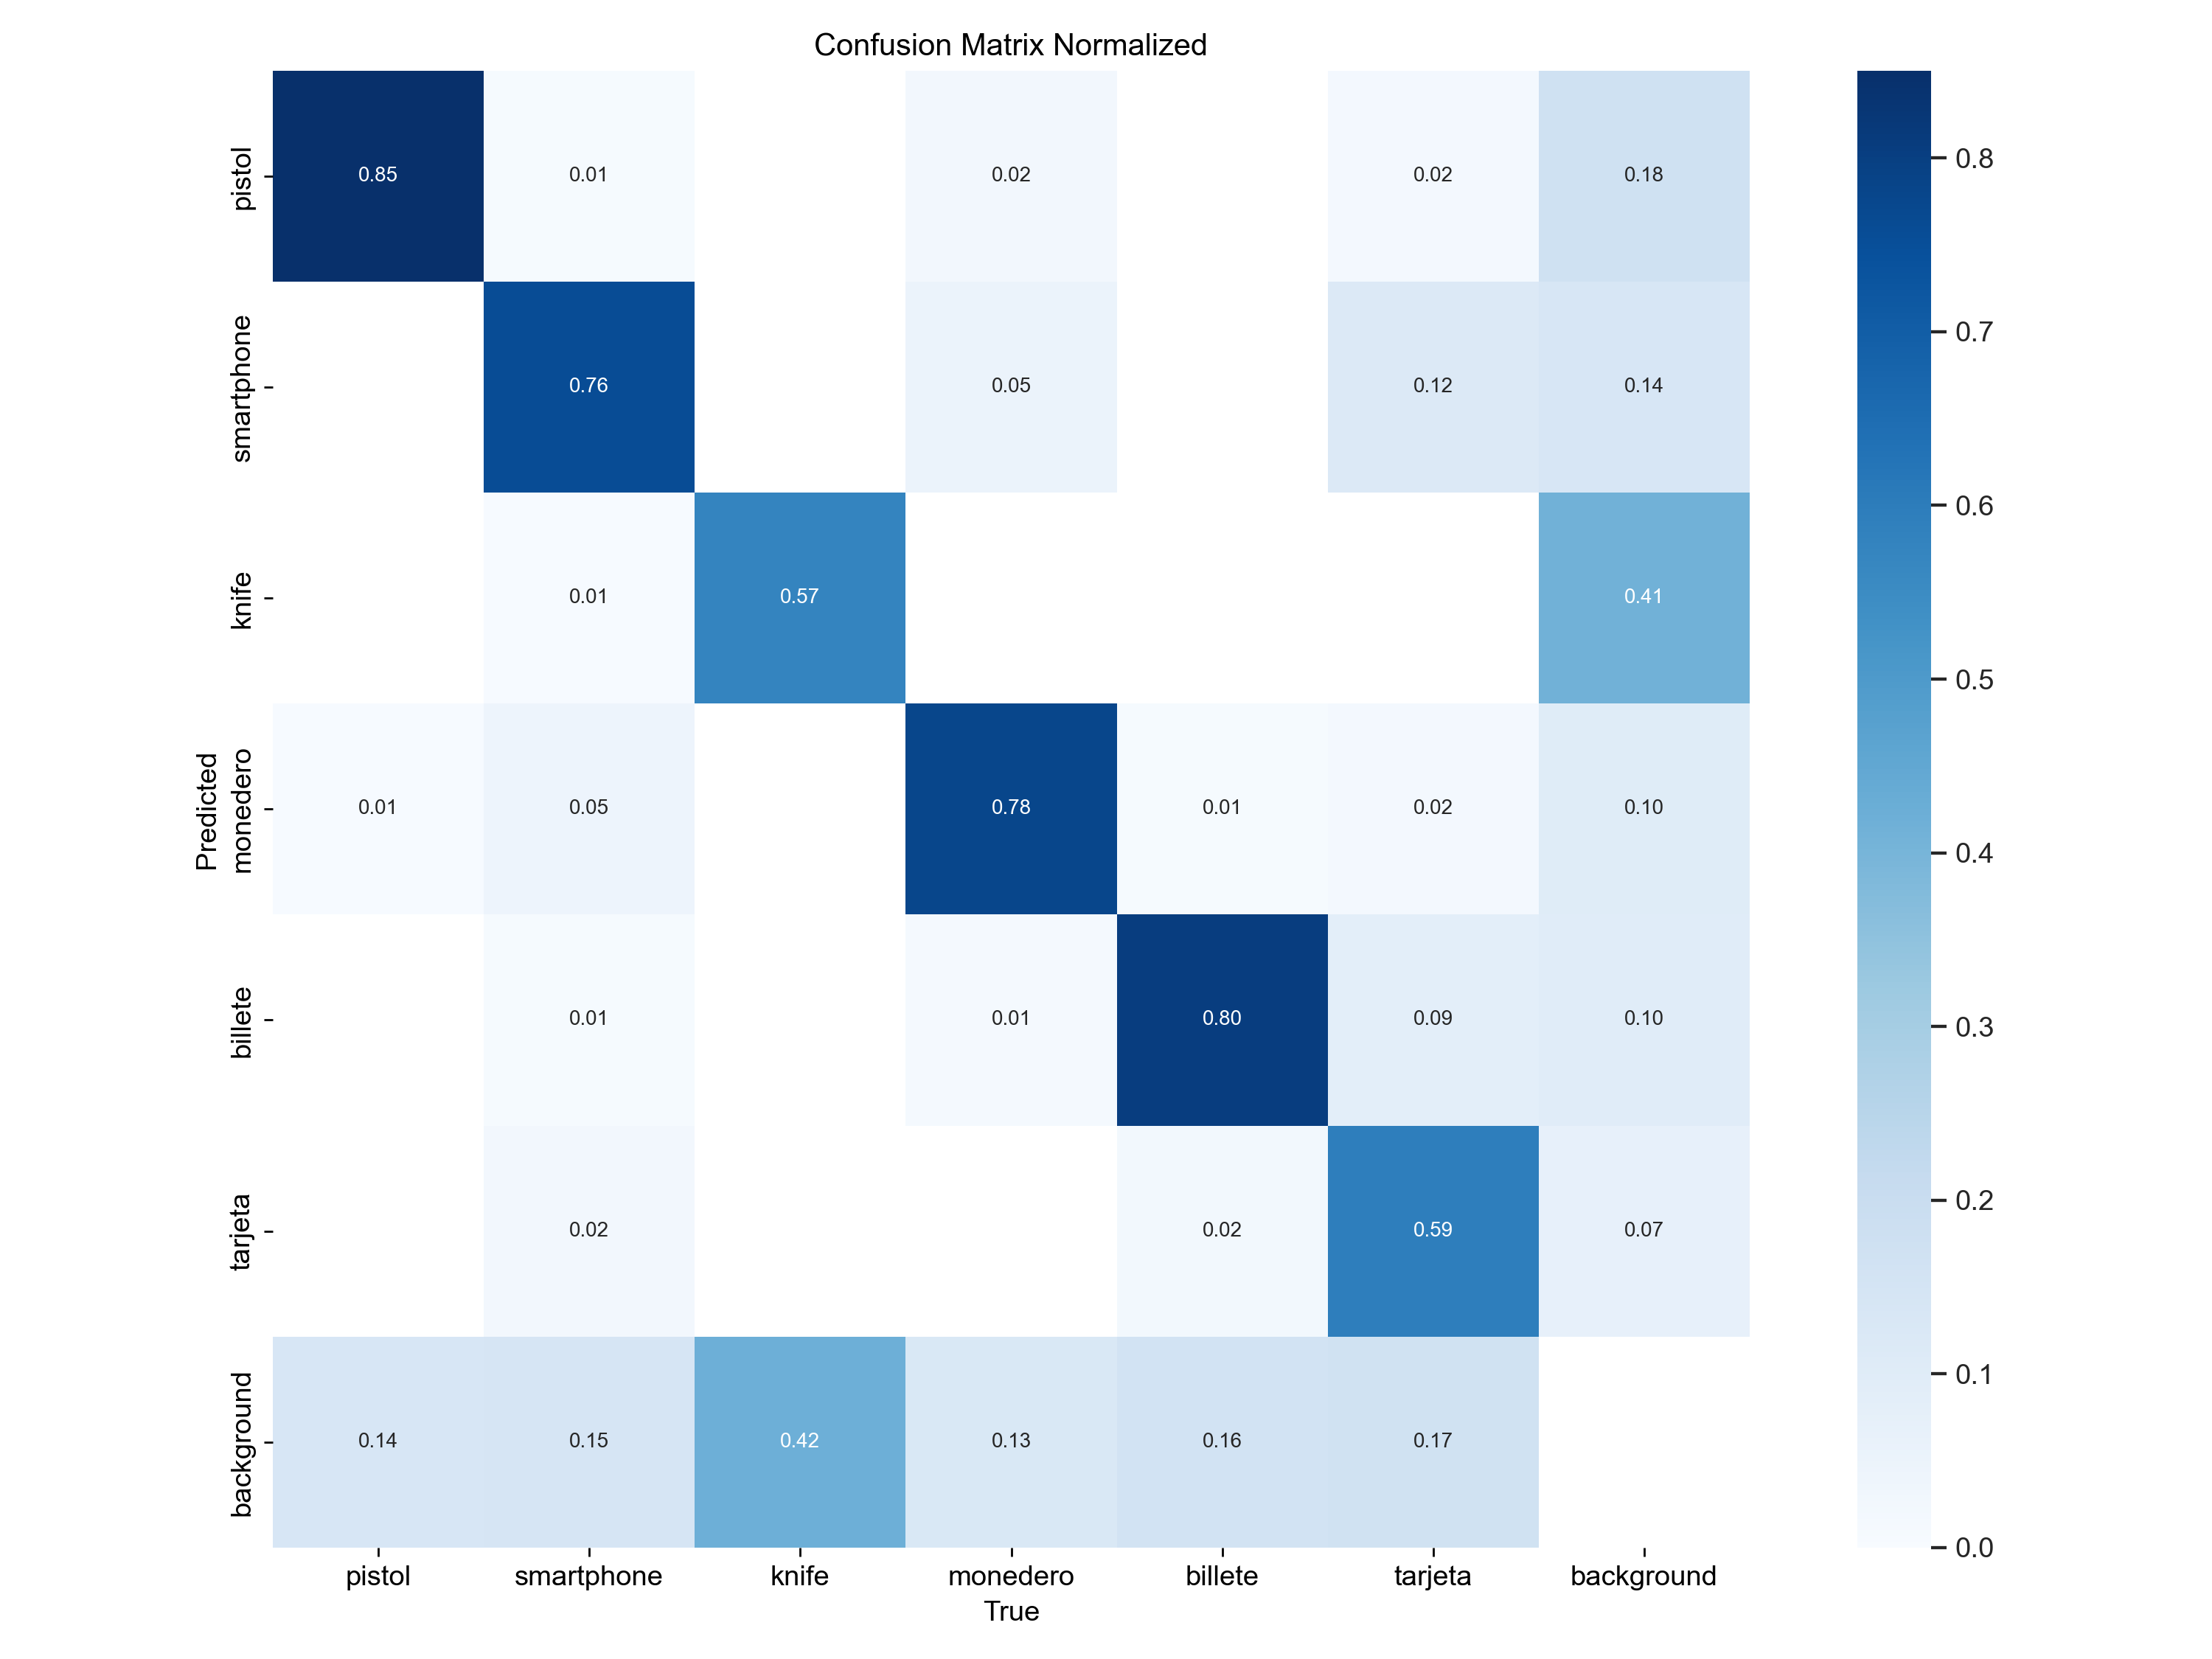 Confusion Matrix Normalized
pistol
0.85
0.01
0.02
0.02
0.18
smartphone
0.76
0.05
0.12
0.14
knife
0.01
0.57
0.41
Predicted
monedero
0.01
0.05
0.78
0.01
0.02
0.10
billete
0.01
0.01
0.80
0.09
0.10
tarjeta
0.02
0.02
0.59
0.07
background
0.14
0.15
0.42
0.13
0.16
0.17
pistol
smartphone
knife
monedero
billete
tarjeta
background
True
0.8
0.7
0.6
0.5
0.4
0.3
0.2
0.1
0.0